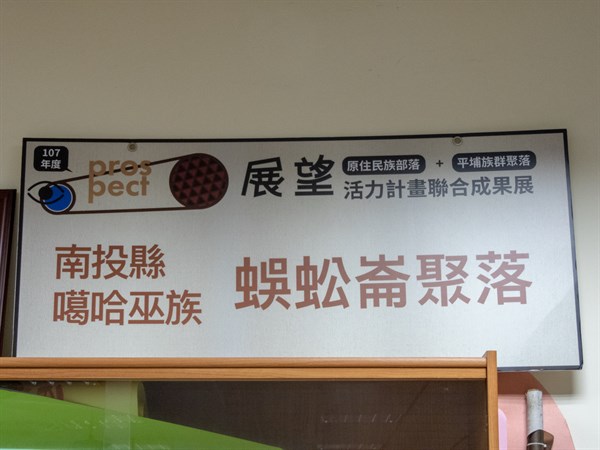 107
年度
pros
pect
展望
原住民族部落 + 平埔族群聚落
活力計畫聯合成果展
南投縣
噶哈巫族
蜈蚣崙聚落